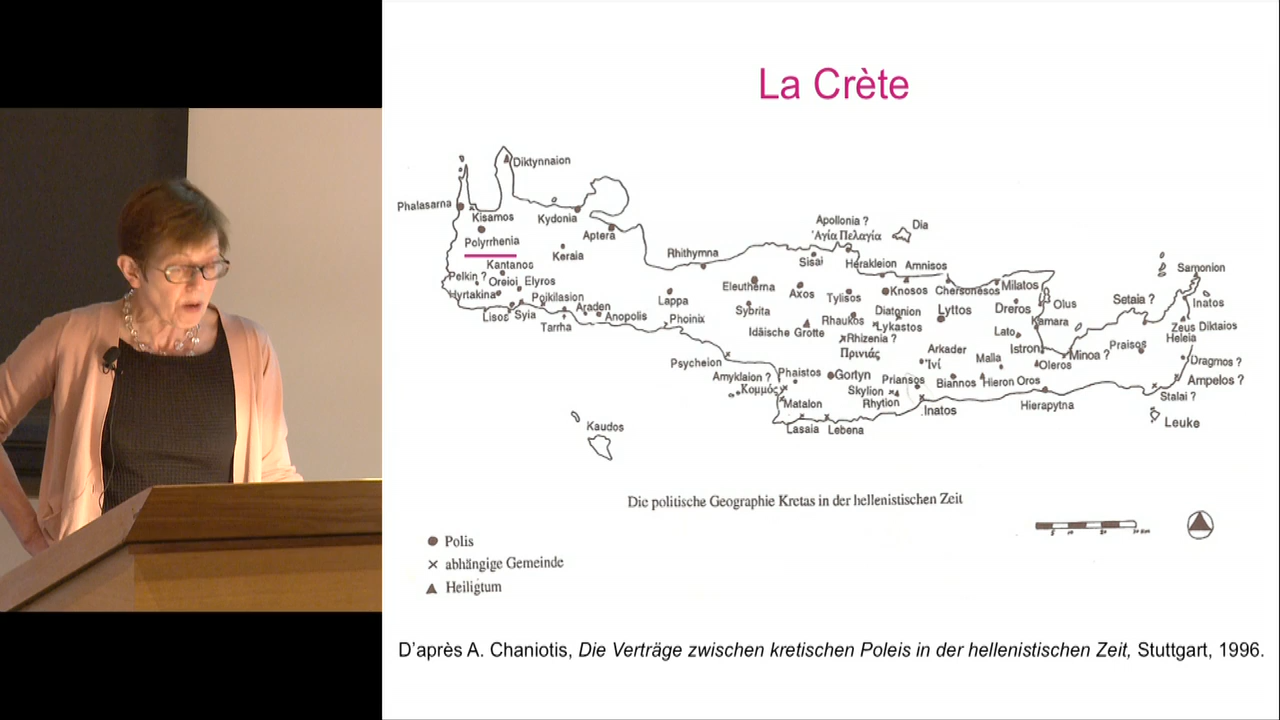 La Crète
Diktynnaion
Phalasarna
Kisamos
Kydonia
Polyrrhenia
Aptera
Keraia
Kantanos
Pelkin ?
Oreioi
Elyros
Hyrtakina
Lisos
Syia
Poikilasion
Tarrha
Araden
Anopolis
Rhithymna
Lappa
Phoinix
Psycheion
Apollonia ?
Ἁγία Πελαγία
Dia
Sisai
Herakleion
Amnisos
Eleutherna
Axos
Tylisos
Knosos
Chersonesos
Milatos
Sybrita
Rhaukos
Diatonion
Lykastos
Lyttos
Dreros
Olus
Kamara
Idäische Grotte
Rhizenia ?
Πρινιάς
Lato
Arkader
Ἰνί
Malla
Istron
Oleros
Minoa ?
Setaia ?
Praisos
Samonion
Itanos
Zeus Diktaios
Heleia
Dragmos ?
Ampelos ?
Stalai ?
Leuke
Amyklaion ?
Κομμός
Phaistos
Gortyn
Priansos
Biannos
Hieron Oros
Skylion
Rhytion
Matalon
Inatos
Hierapytna
Lasaia
Lebena
Kaudos
Die politische Geographie Kretas in der hellenistischen Zeit
Polis
abhängige Gemeinde
Heiligtum
D'après A. Chaniotis, Die Verträge zwischen kretischen Poleis in der hellenistischen Zeit, Stuttgart, 1996.